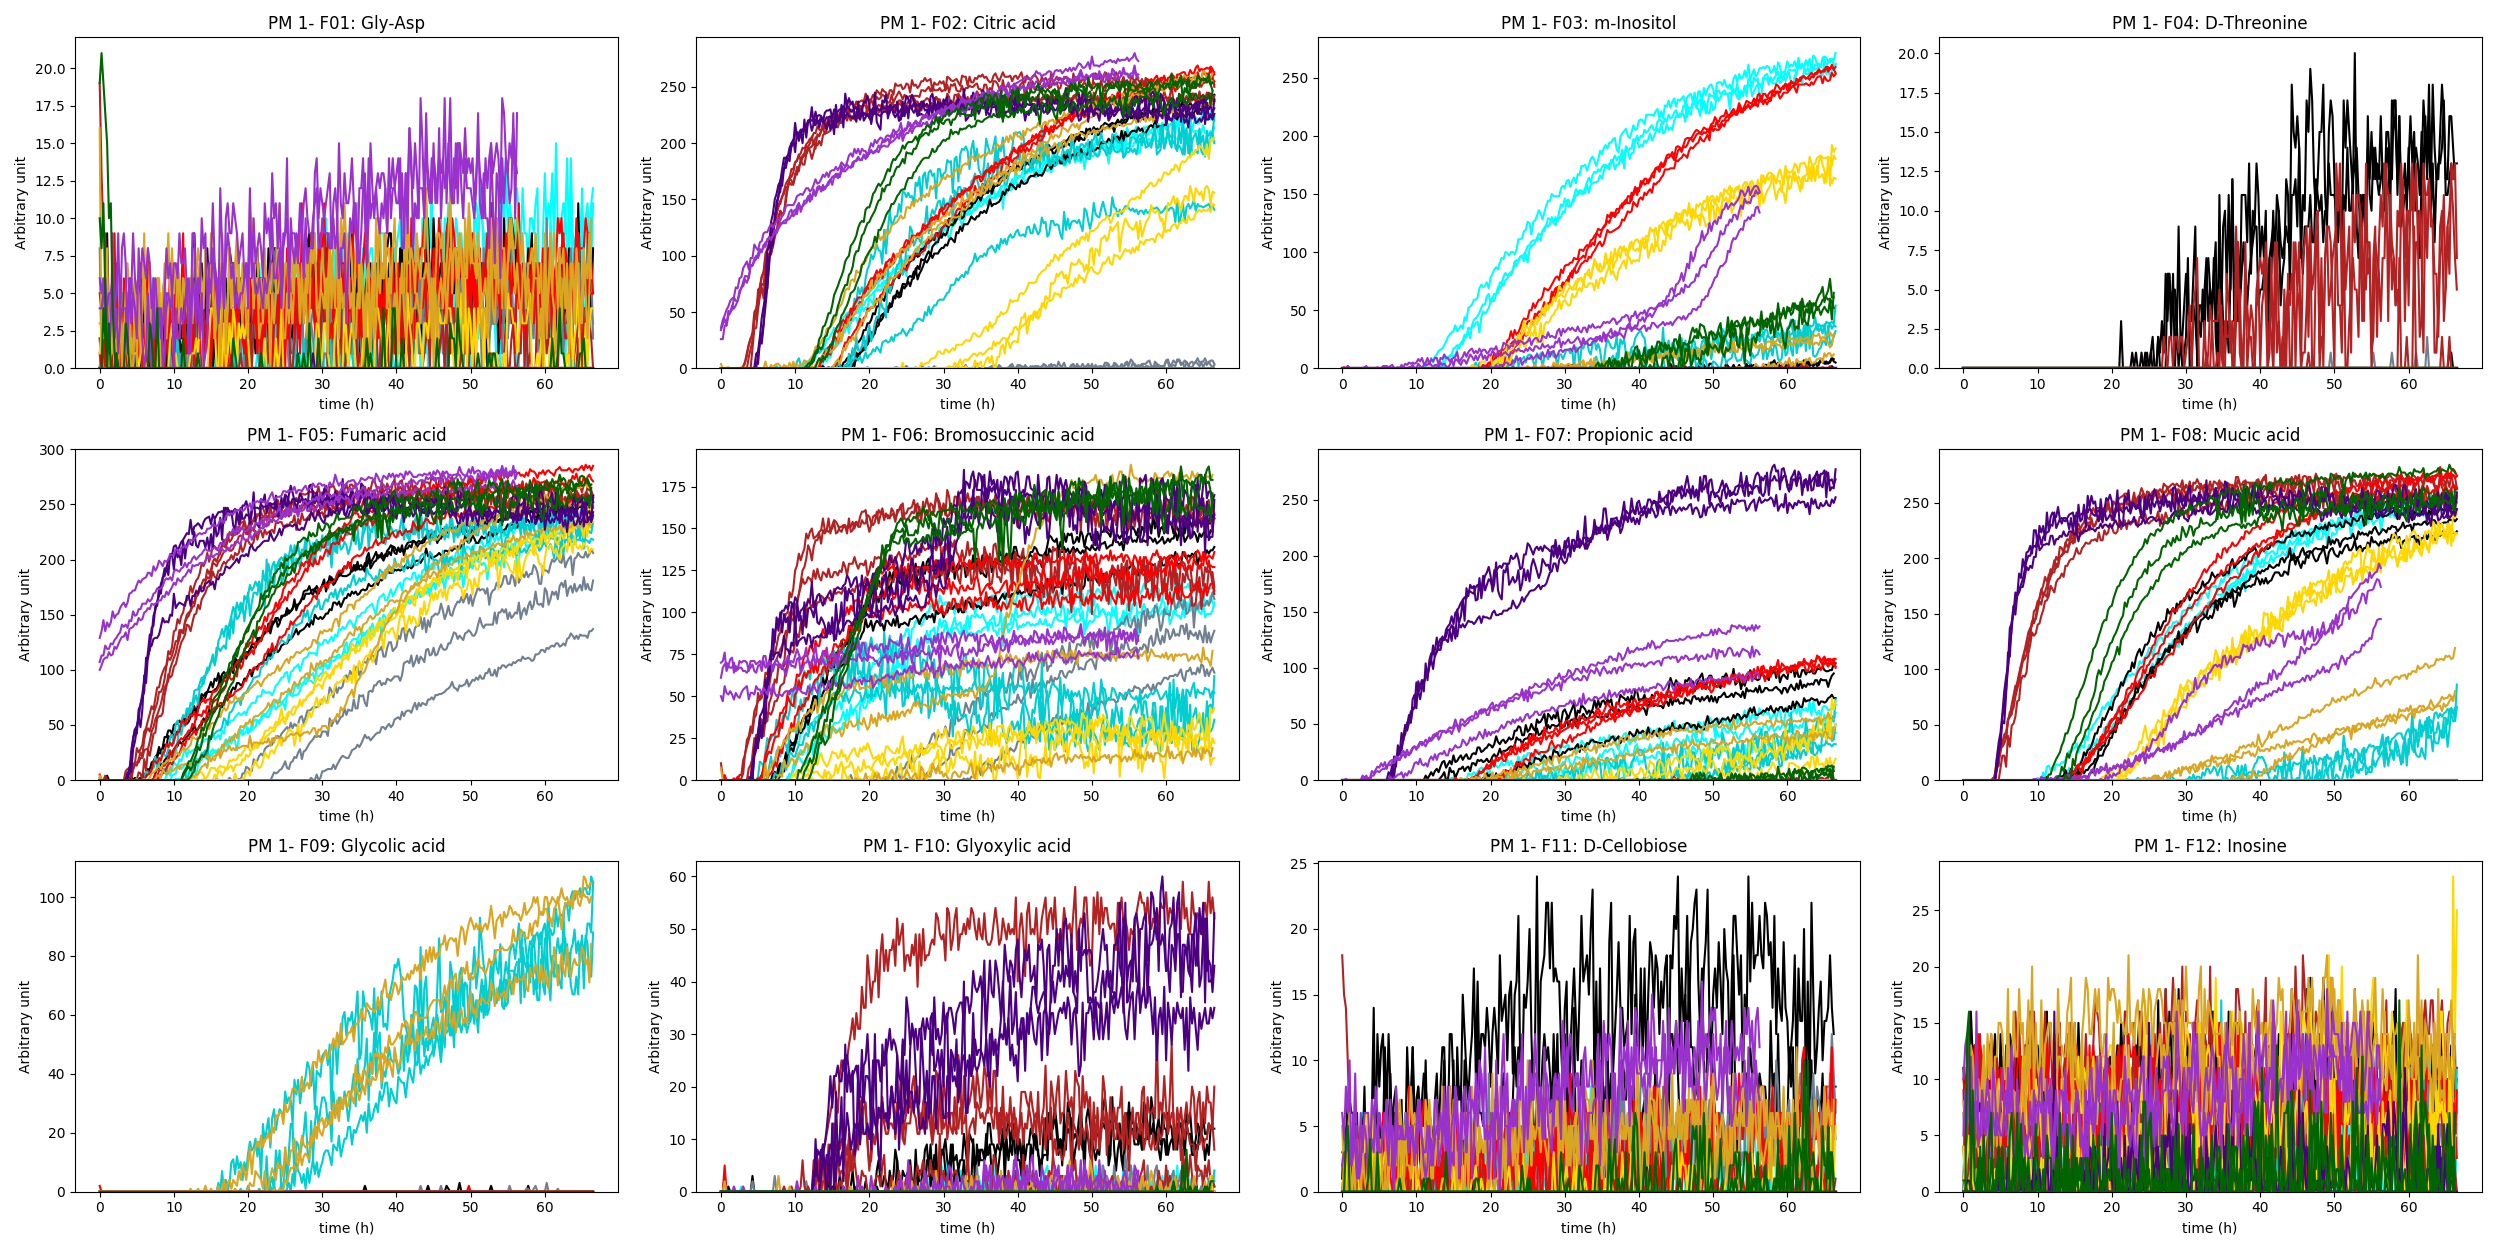 PM 1- F01: Gly-Asp
PM 1- F02: Citric acid
PM 1- F03: m-Inositol
PM 1- F04: D-Threonine
Arbitrary unit
20.0
17.5
15.0
12.5
10.0
7.5
5.0
2.5
0.0
0 10 20 30 40 50 60
time (h)
Arbitrary unit
250
200
150
100
50
0
0 10 20 30 40 50 60
time (h)
Arbitrary unit
250
200
150
100
50
0
0 10 20 30 40 50 60
time (h)
Arbitrary unit
20.0
17.5
15.0
12.5
10.0
7.5
5.0
2.5
0.0
0 10 20 30 40 50 60
time (h)
PM 1- F05: Fumaric acid
PM 1- F06: Bromosuccinic acid
PM 1- F07: Propionic acid
PM 1- F08: Mucic acid
Arbitrary unit
300
250
200
150
100
50
0
0 10 20 30 40 50 60
time (h)
Arbitrary unit
175
150
125
100
75
50
25
0
0 10 20 30 40 50 60
time (h)
Arbitrary unit
250
200
150
100
50
0
0 10 20 30 40 50 60
time (h)
Arbitrary unit
250
200
150
100
50
0
0 10 20 30 40 50 60
time (h)
PM 1- F09: Glycolic acid
PM 1- F10: Glyoxylic acid
PM 1- F11: D-Cellobiose
PM 1- F12: Inosine
Arbitrary unit
100
80
60
40
20
0
0 10 20 30 40 50 60
time (h)
Arbitrary unit
60
50
40
30
20
10
0
0 10 20 30 40 50 60
time (h)
Arbitrary unit
25
20
15
10
5
0
0 10 20 30 40 50 60
time (h)
Arbitrary unit
25
20
15
10
5
0
0 10 20 30 40 50 60
time (h)